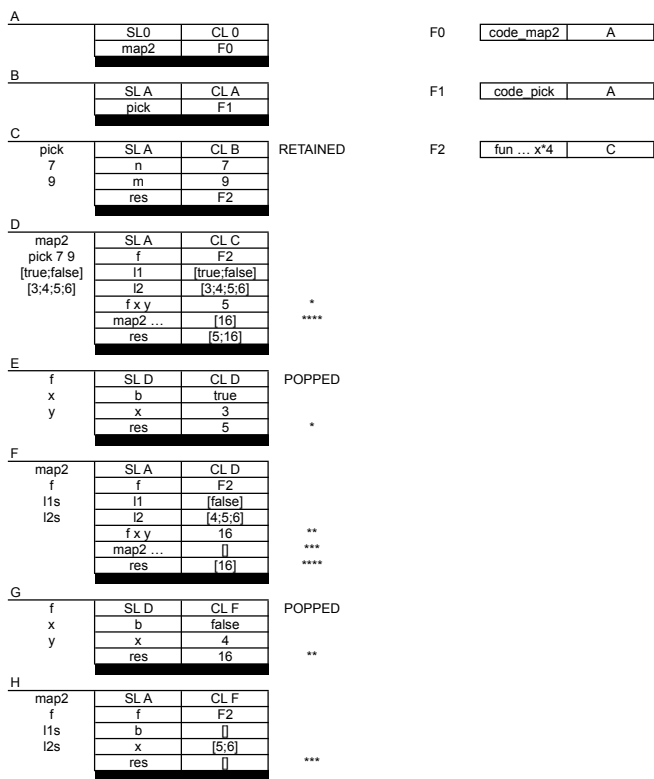 A
SL0 CL 0 F0 code_map2 A
map2 F0
B
SL A CL A F1 code_pick A
pick F1
C
pick SL A CL B RETAINED F2 fun … x*4 C
7 n 7
9 m 9
res F2
D
map2 SL A CL C
pick 7 9 f F2
[true;false] l1 [true;false]
[3;4;5;6] l2 [3;4;5;6]
f x y 5 *
map2 … [16] ****
res [5;16]
E
f SL D CL D POPPED
x b true
y x 3
res 5 *
F
map2 SL A CL D
f f F2
l1s l1 [false]
l2s l2 [4;5;6]
f x y 16 **
map2 … [] ***
res [16] ****
G
f SL D CL F POPPED
x b false
y x 4
res 16 **
H
map2 SL A CL F
f f F2
l1s b []
l2s x [5;6]
res [] ***